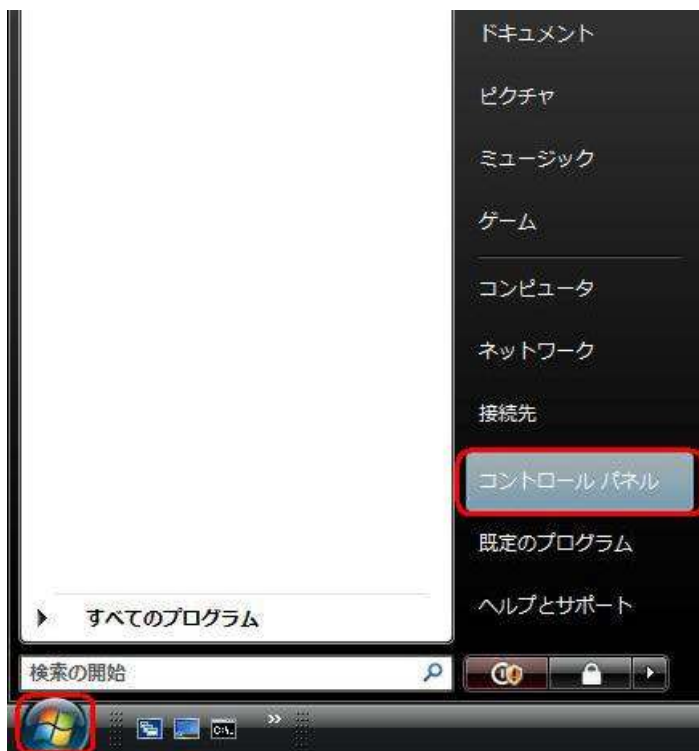 ドキュメント
ピクチャ
ミュージック
ゲーム
コンピュータ
ネットワーク
接続先
コントロール パネル
既定のプログラム
ヘルプとサポート
すべてのプログラム
検索の開始
C:\.
»